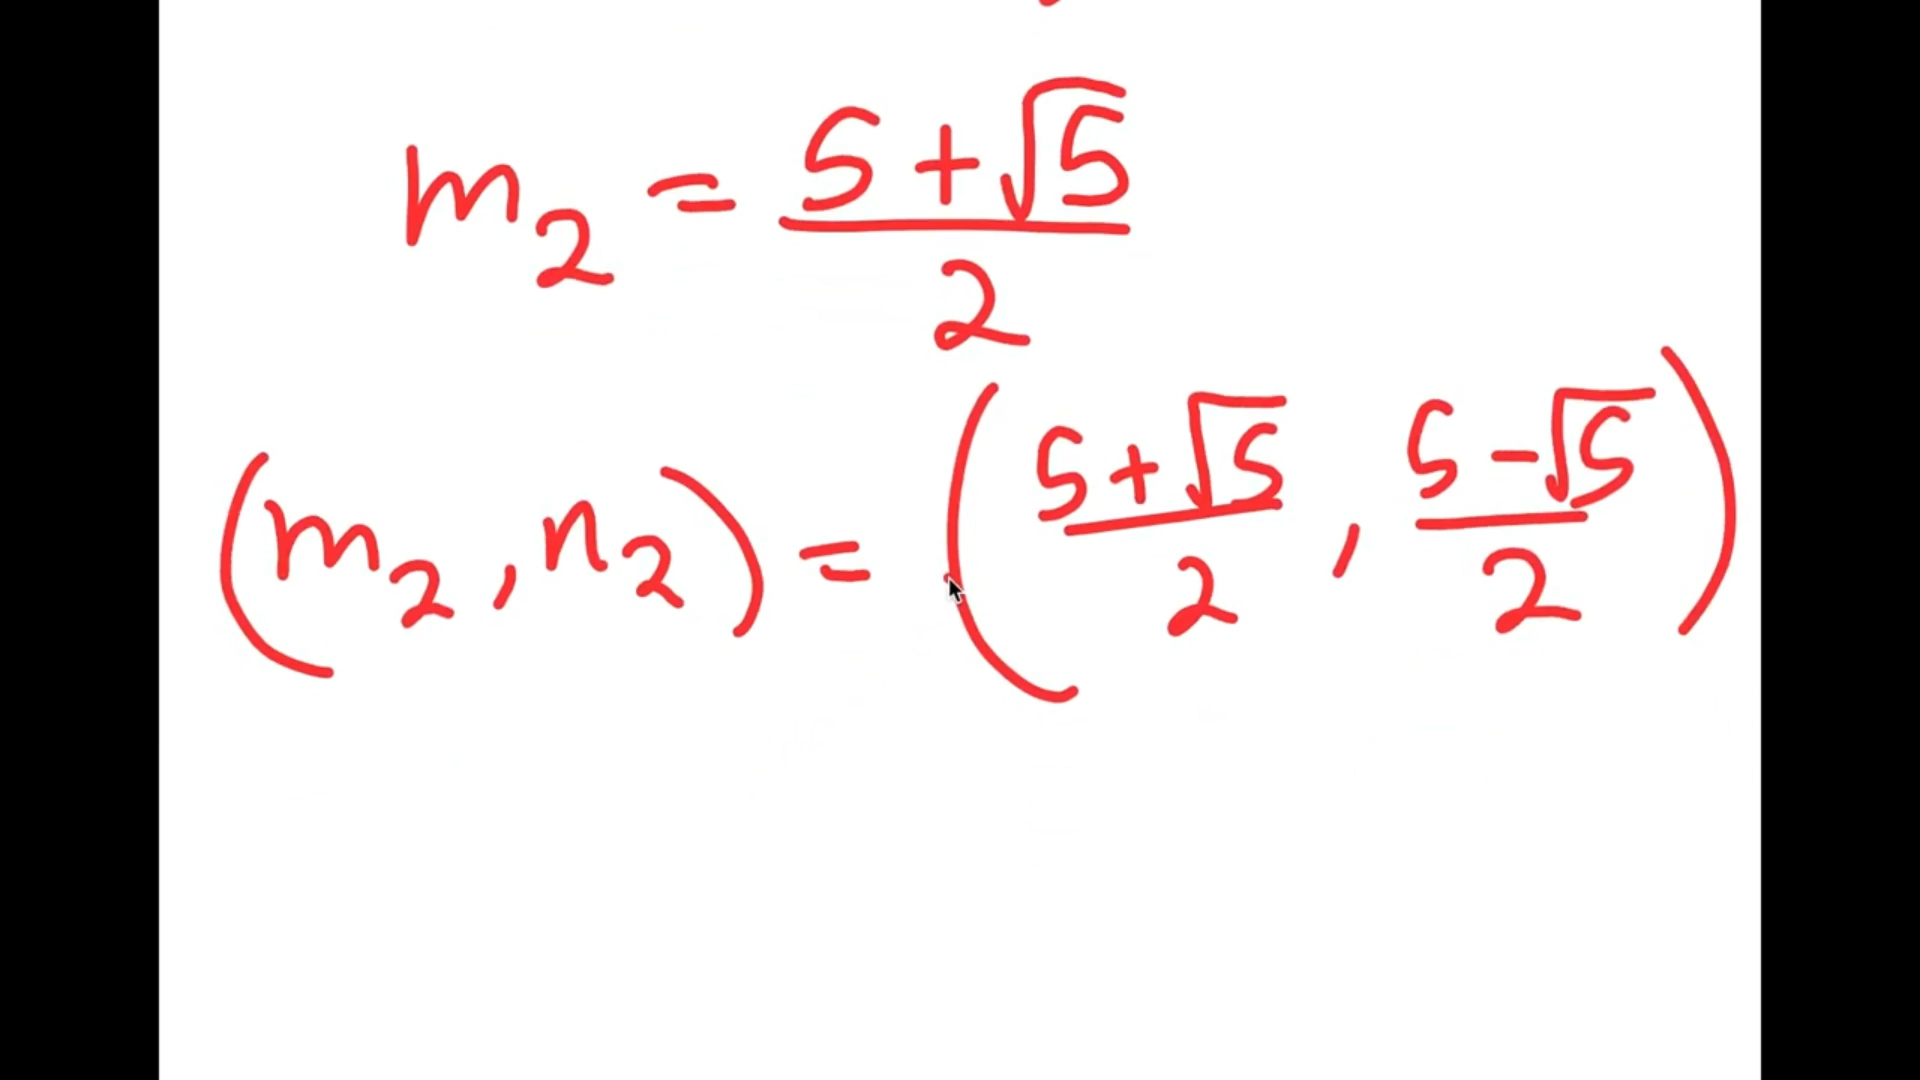 m₂ = (5 + √5)/2
(m₂, n₂) = ((5 + √5)/2, (5 − √5)/2)